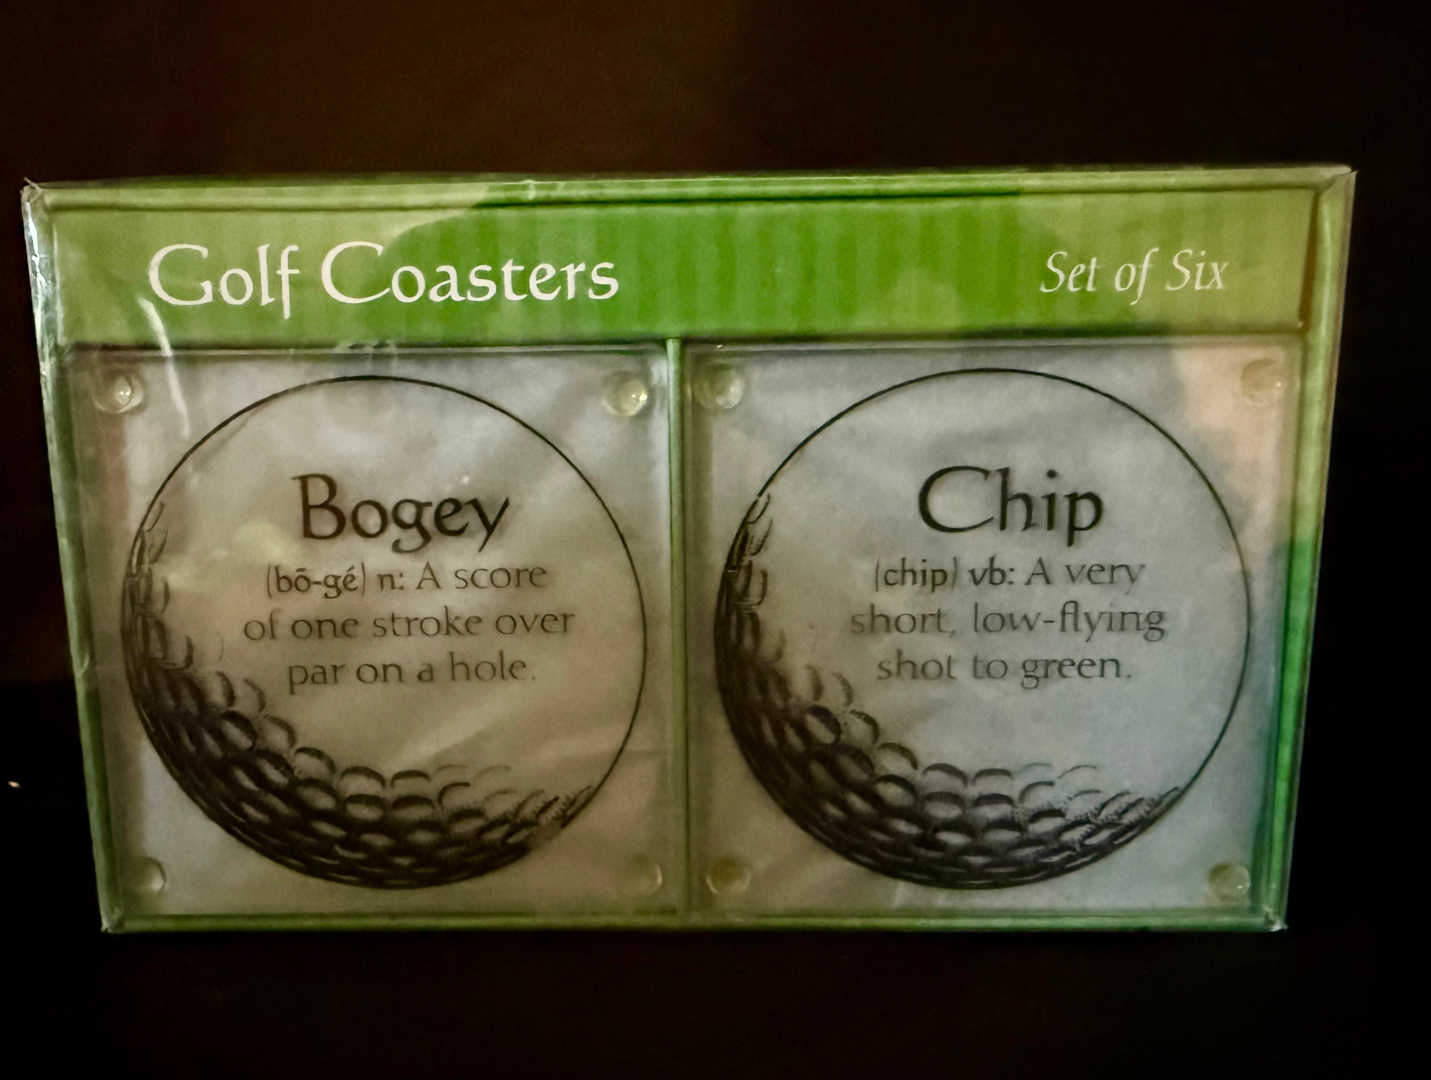 Golf Coasters
Set of Six
Bogey
(bō-gé) n: A score
of one stroke over
par on a hole.
Chip
(chip) vb: A very
short, low-flying
shot to green.